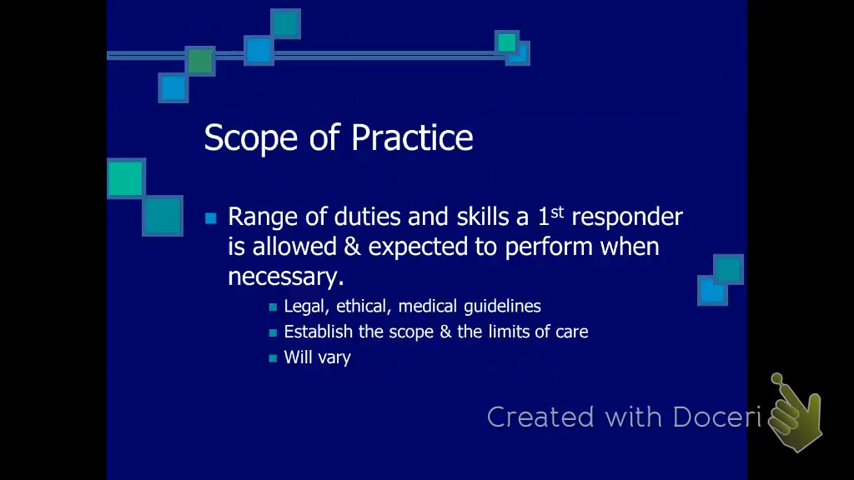 Scope of Practice
Range of duties and skills a 1st responder
is allowed & expected to perform when
necessary.
Legal, ethical, medical guidelines
Establish the scope & the limits of care
Will vary
Created with Doceri